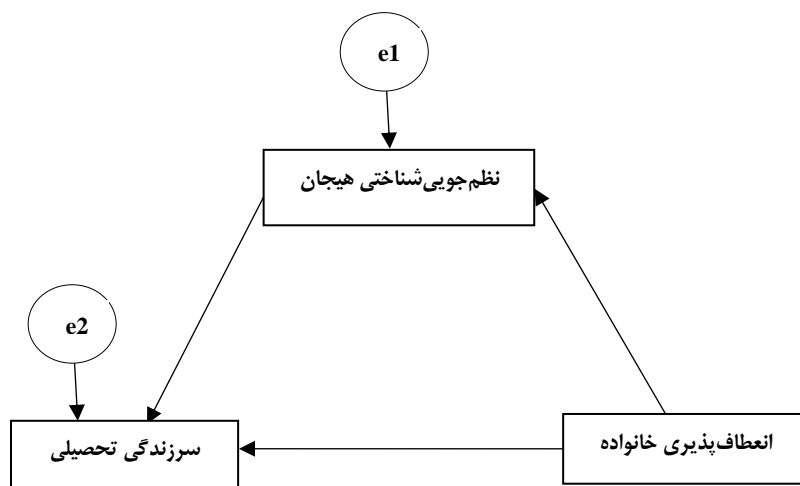 e1
نظم‌جویی‌شناختی هیجان
e2
انعطاف‌پذیری خانواده
سرزندگی تحصیلی